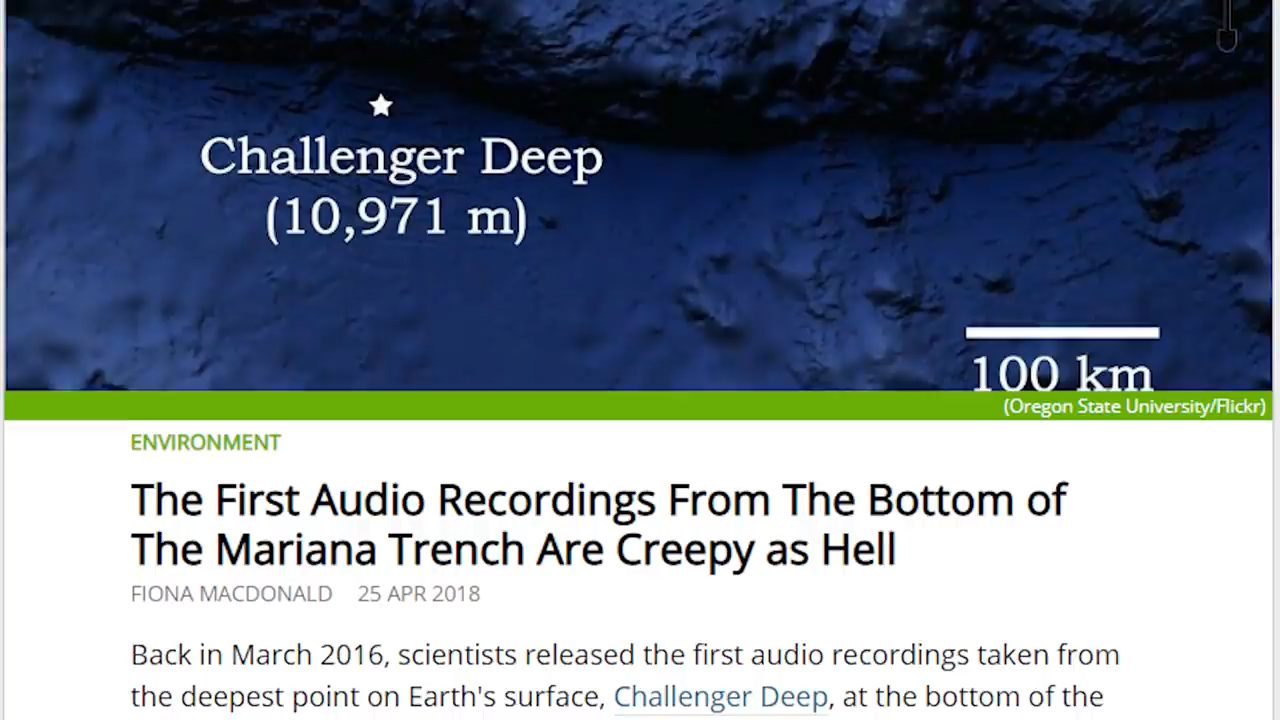 Challenger Deep
(10,971 m)
100 km
(Oregon State University/Flickr)
ENVIRONMENT
The First Audio Recordings From The Bottom of
The Mariana Trench Are Creepy as Hell
FIONA MACDONALD 25 APR 2018
Back in March 2016, scientists released the first audio recordings taken from
the deepest point on Earth's surface, Challenger Deep, at the bottom of the